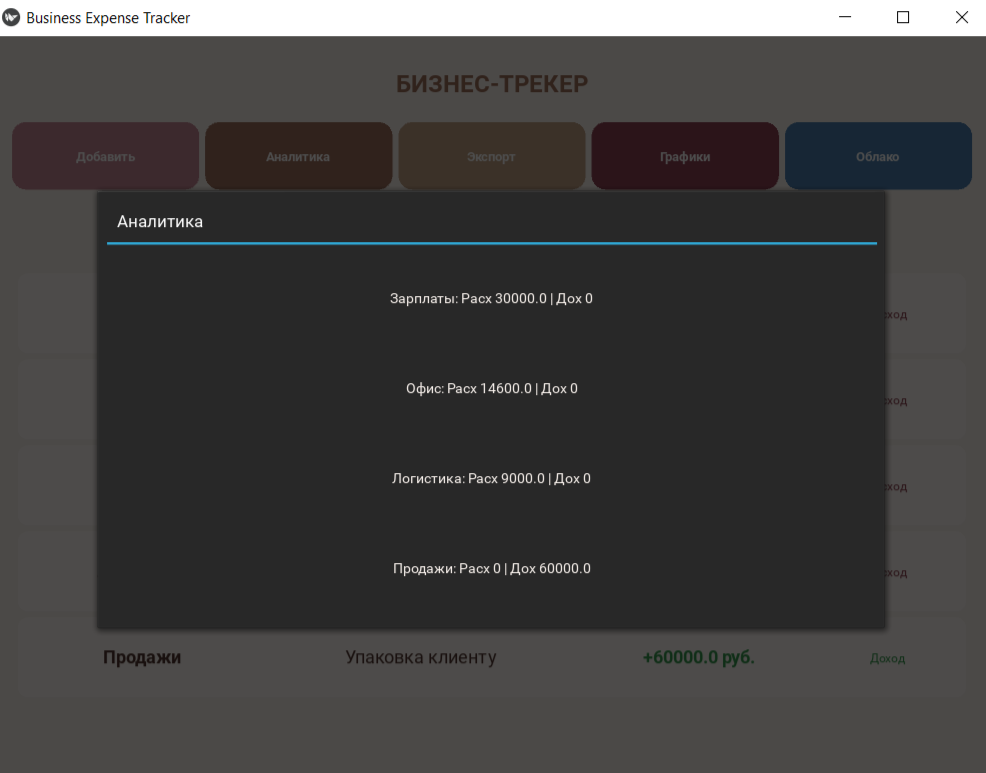 Business Expense Tracker
БИЗНЕС-ТРЕКЕР
Добавить
Аналитика
Экспорт
Графики
Облако
Аналитика
Зарплаты: Расх 30000.0 | Дох 0
Офис: Расх 14600.0 | Дох 0
Логистика: Расх 9000.0 | Дох 0
Продажи: Расх 0 | Дох 60000.0
Продажи
Упаковка клиенту
+60000.0 руб.
Доход